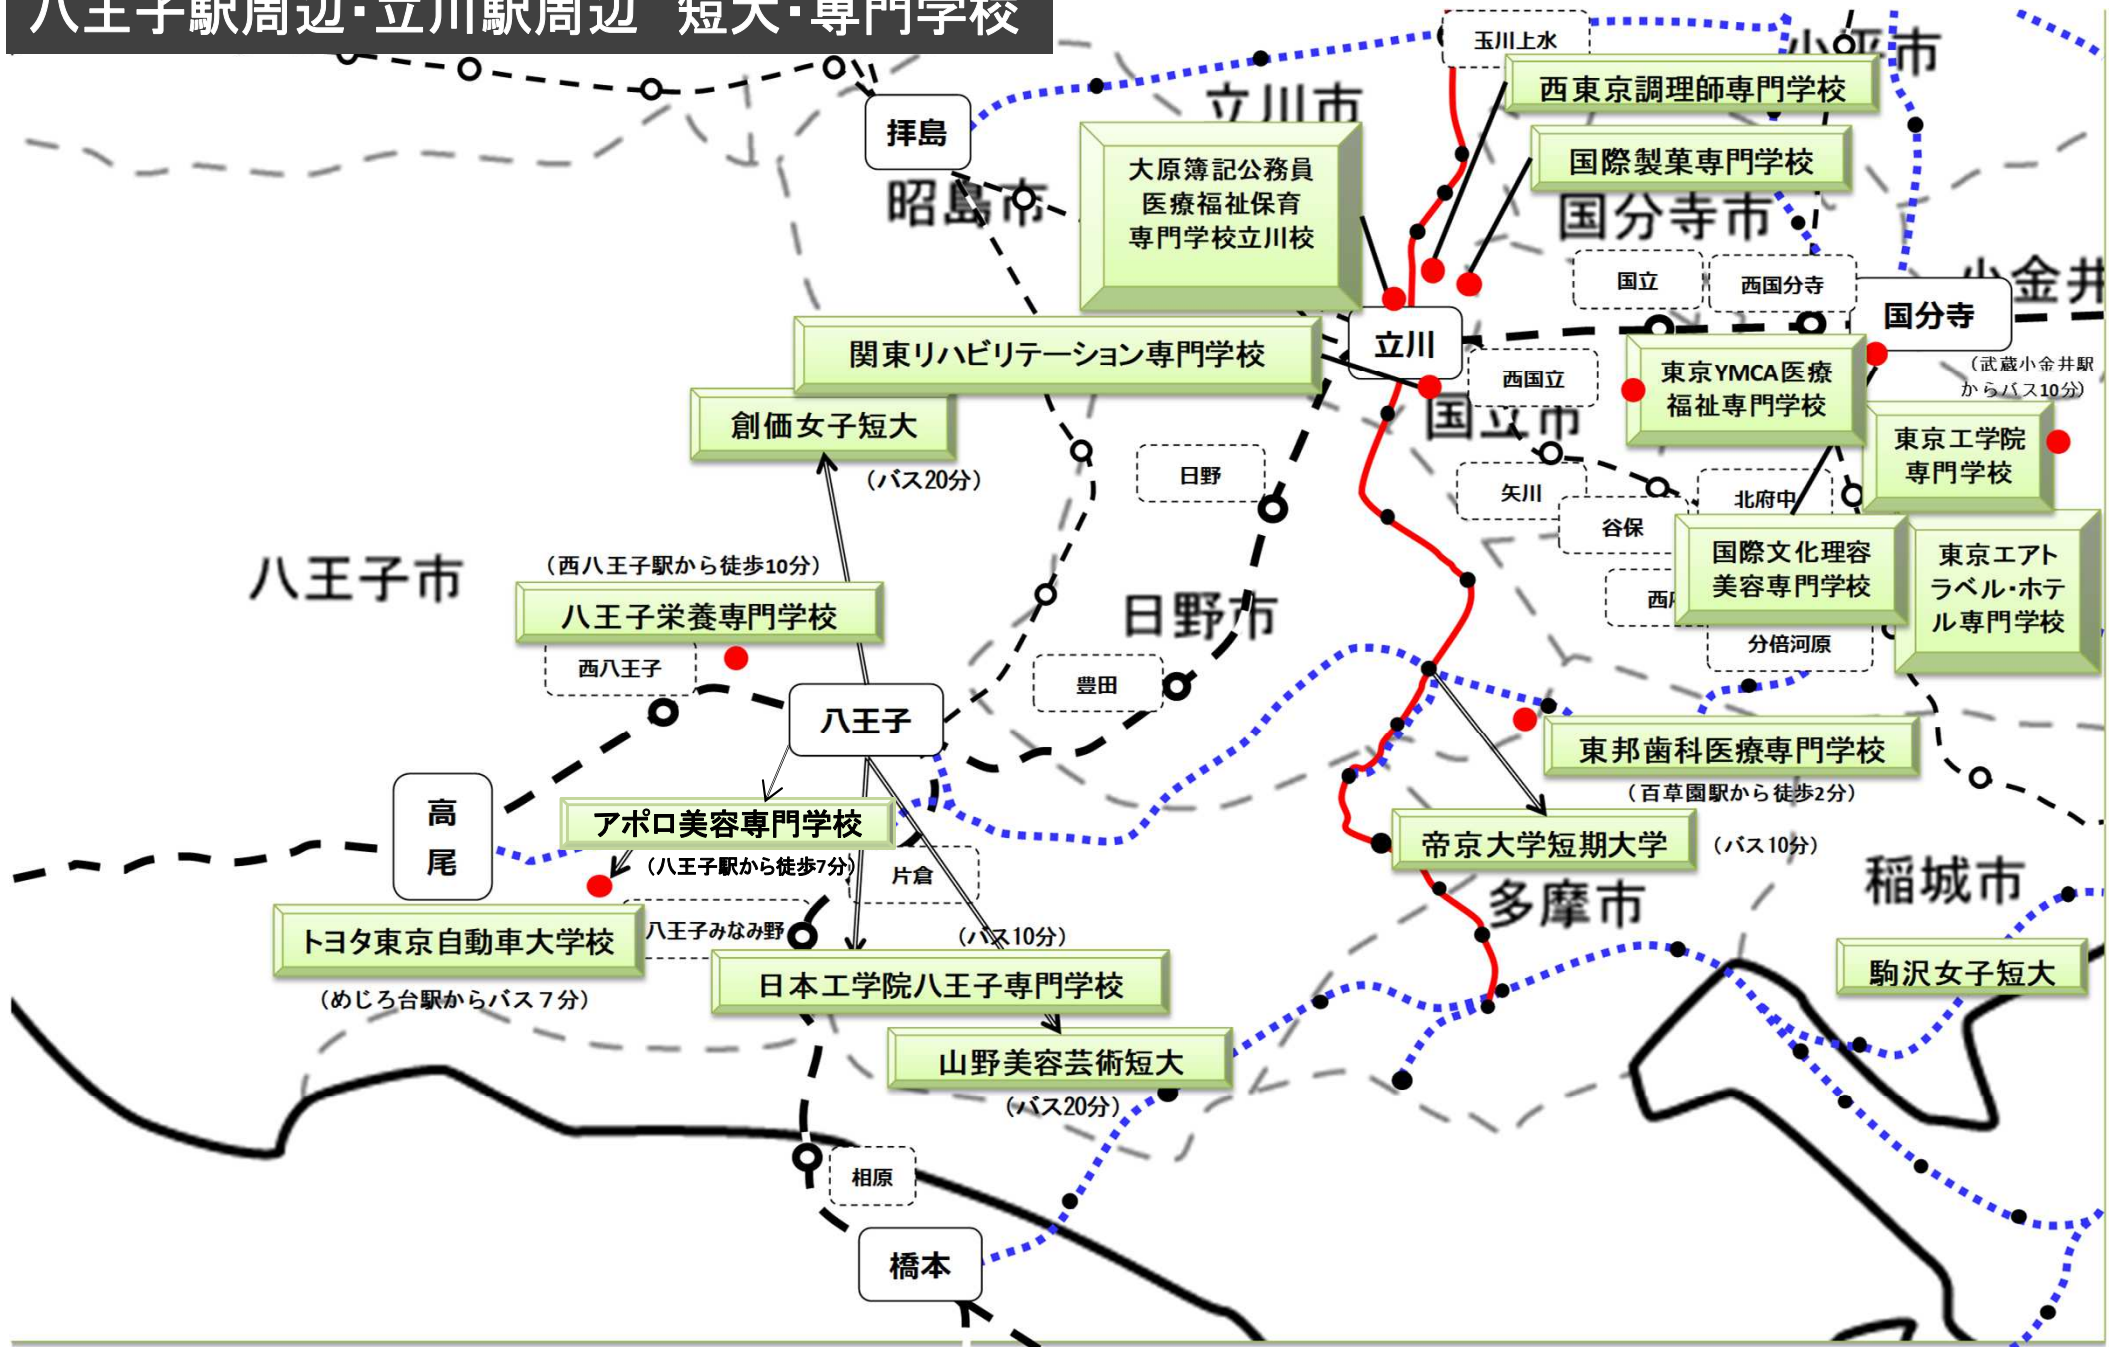 八王子駅周辺・立川駅周辺　短大・専門学校
玉川上水
小平市
西東京調理師専門学校
拝島
立川市
大原簿記公務員
医療福祉保育
専門学校立川校
国際製菓専門学校
昭島市
国分寺市
国立
西国分寺
小金井
国分寺
関東リハビリテーション専門学校
立川
（武蔵小金井駅
からバス10分）
西国立
東京YMCA医療
福祉専門学校
創価女子短大
（バス20分）
国立市
東京工学院
専門学校
日野
矢川
北府中
谷保
（西八王子駅から徒歩10分）
八王子市
八王子栄養専門学校
日野市
国際文化理容
美容専門学校
東京エアト
ラベル・ホテ
ル専門学校
西府
分倍河原
西八王子
豊田
八王子
東邦歯科医療専門学校
（百草園駅から徒歩2分）
高
尾
アポロ美容専門学校
（八王子駅から徒歩7分）
帝京大学短期大学
（バス10分）
片倉
稲城市
多摩市
トヨタ東京自動車大学校
八王子みなみ野
（バス10分）
（めじろ台駅からバス７分）
日本工学院八王子専門学校
駒沢女子短大
山野美容芸術短大
（バス20分）
相原
橋本